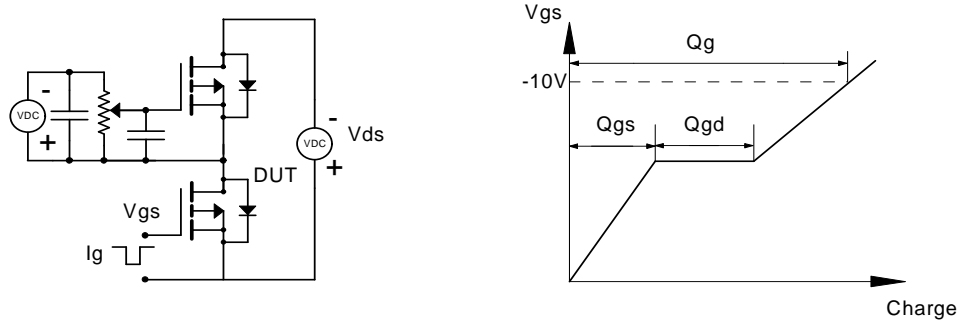 -
VDC
+
-
VDC
+
Vds
DUT
Vgs
Ig
Vgs
Qg
-10V
Qgs
Qgd
Charge